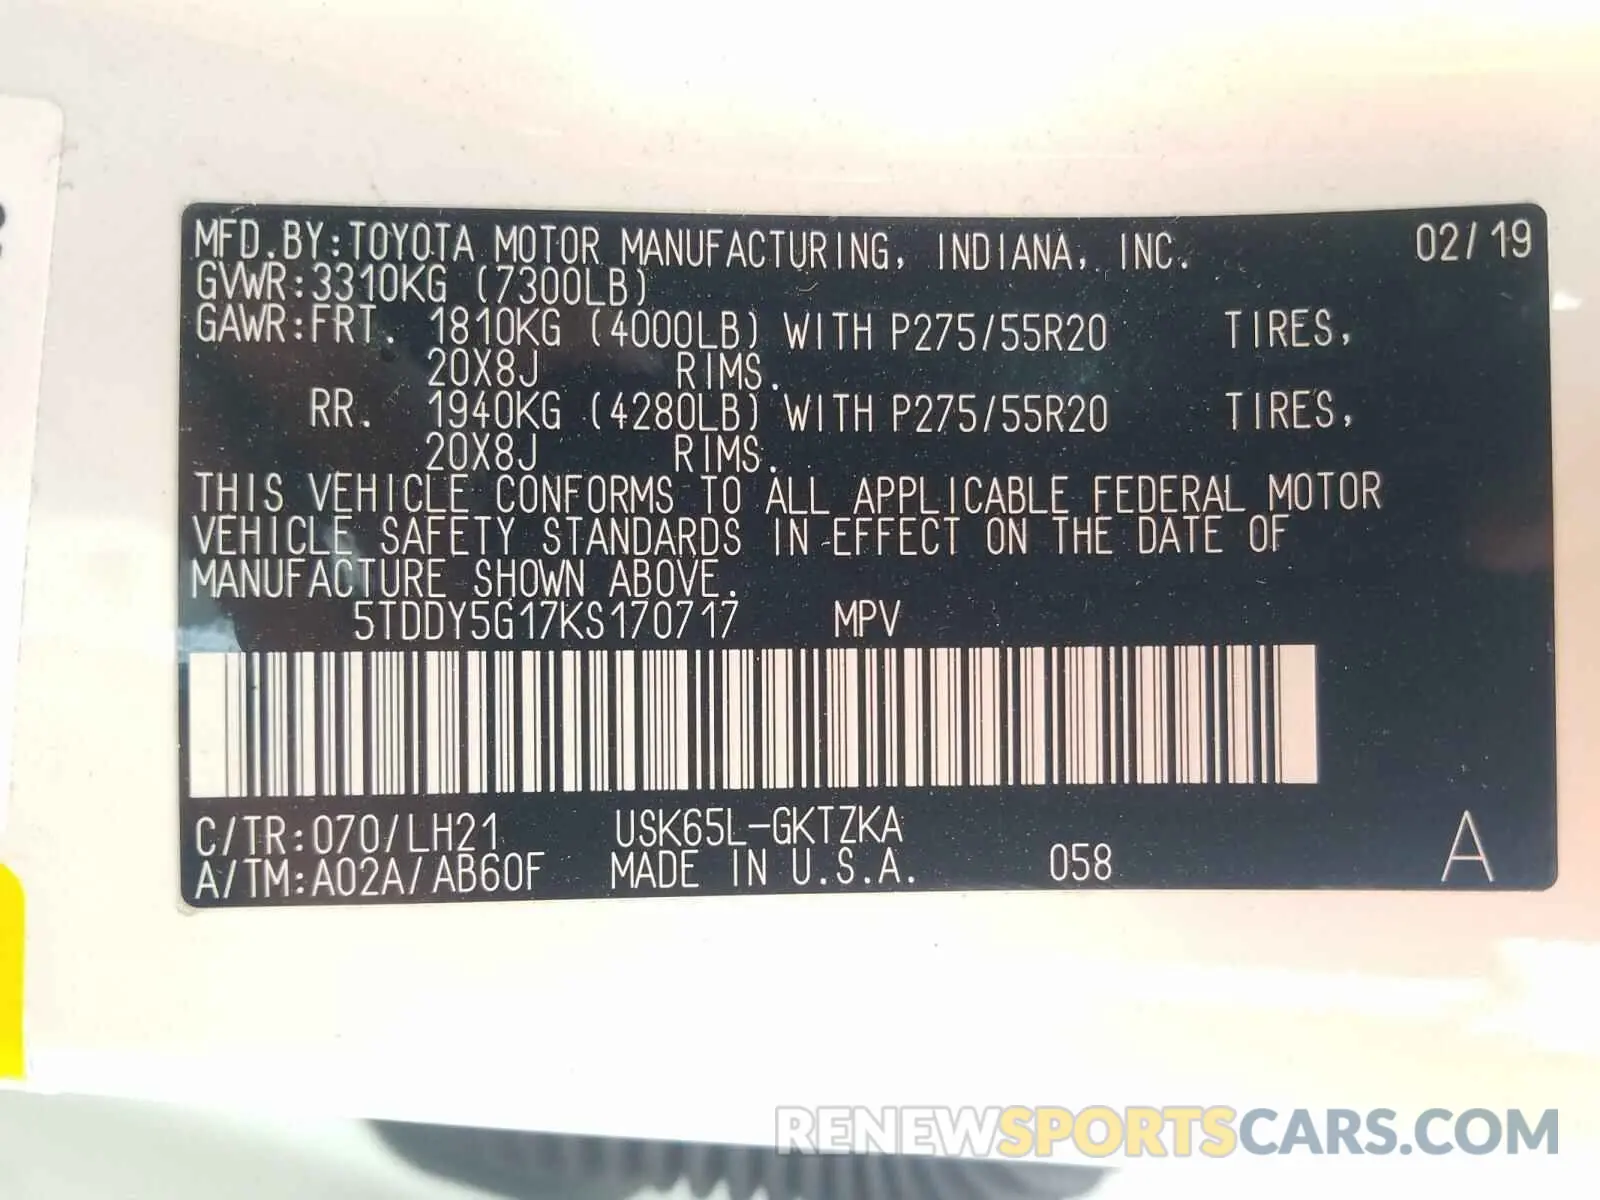 MFD.BY:TOYOTA MOTOR MANUFACTURING, INDIANA, INC. 02/19
GVWR:3310KG (7300LB)
GAWR:FRT. 1810KG (4000LB) WITH P275/55R20 TIRES,
20X8J RIMS.
RR. 1940KG (4280LB) WITH P275/55R20 TIRES,
20X8J RIMS.
THIS VEHICLE CONFORMS TO ALL APPLICABLE FEDERAL MOTOR
VEHICLE SAFETY STANDARDS IN EFFECT ON THE DATE OF
MANUFACTURE SHOWN ABOVE.
5TDDY5G17KS170717 MPV
C/TR:070/LH21 USK65L-GKTZKA
A/TM:A02A/AB60F MADE IN U.S.A. 058 A
RENEWSPORTSCARS.COM